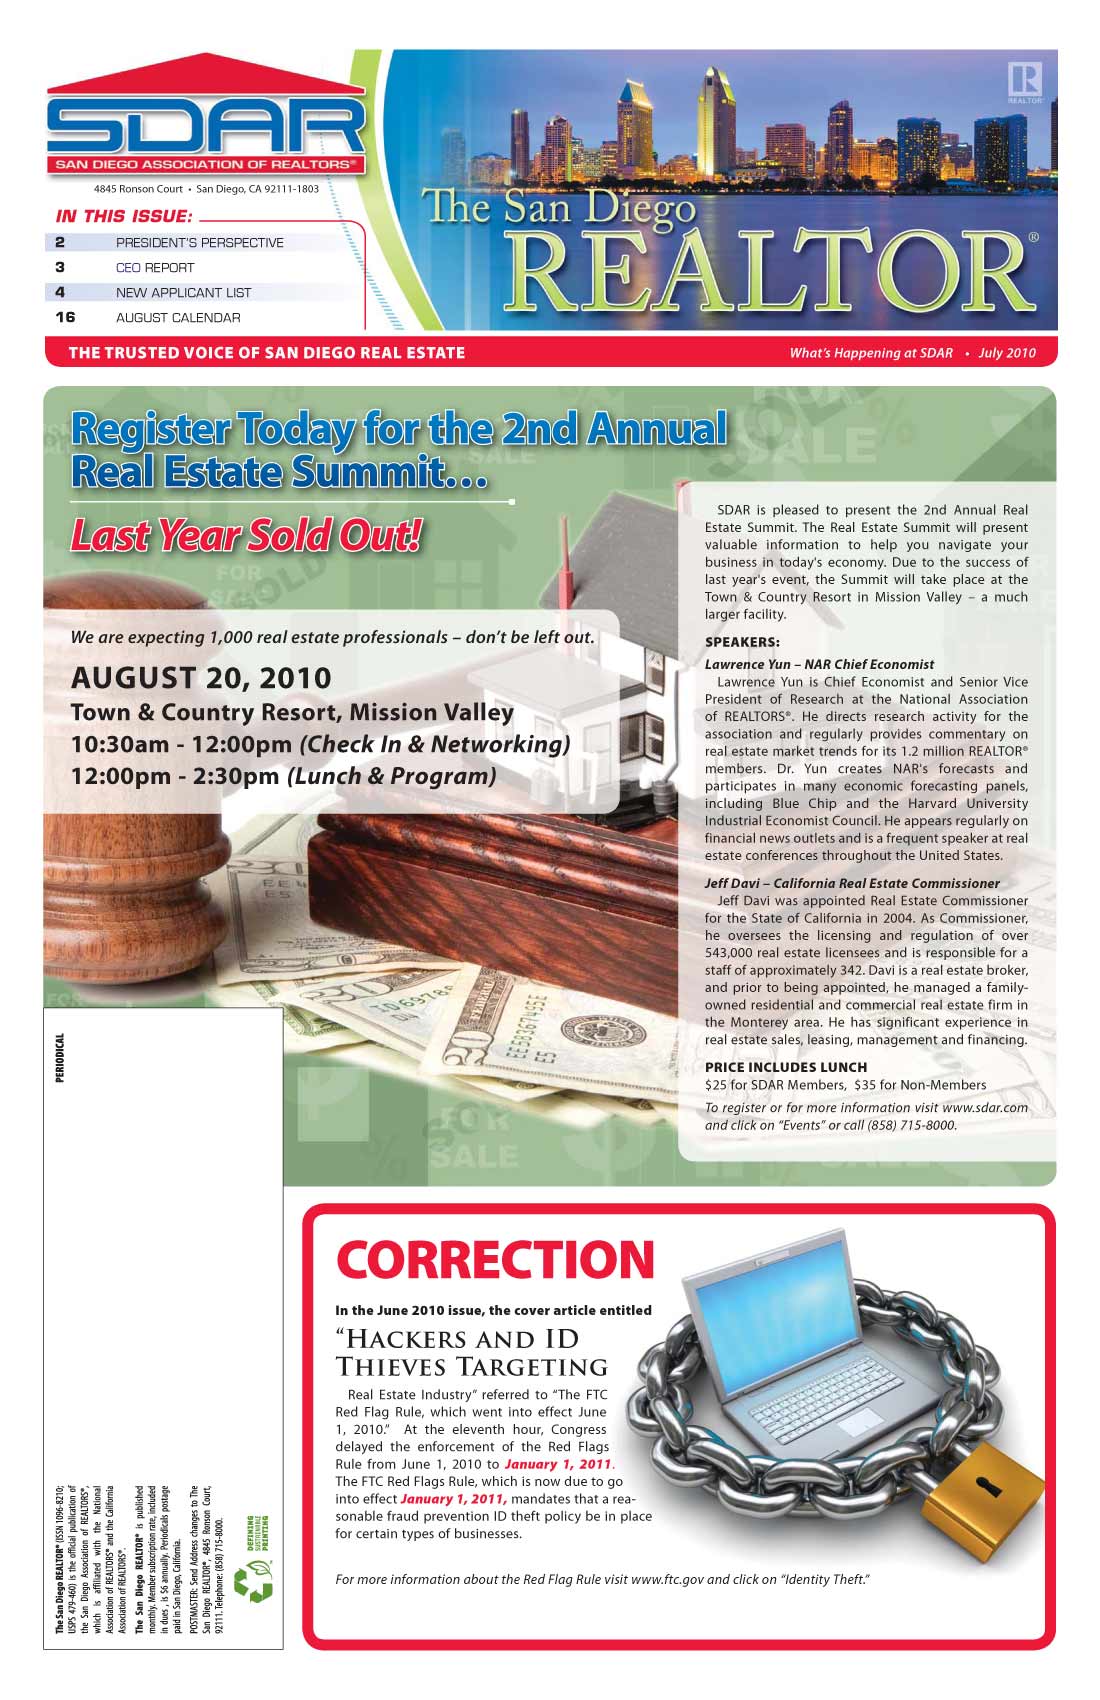 SDAR
SAN DIEGO ASSOCIATION OF REALTORS®
4845 Ronson Court • San Diego, CA 92111-1803
IN THIS ISSUE:
2 PRESIDENT'S PERSPECTIVE
3 CEO REPORT
4 NEW APPLICANT LIST
16 AUGUST CALENDAR
R
REALTOR®
The San Diego
REALTOR®
THE TRUSTED VOICE OF SAN DIEGO REAL ESTATE
What's Happening at SDAR • July 2010
Register Today for the 2nd Annual
Real Estate Summit…
Last Year Sold Out!
We are expecting 1,000 real estate professionals – don't be left out.
AUGUST 20, 2010
Town & Country Resort, Mission Valley
10:30am - 12:00pm (Check In & Networking)
12:00pm - 2:30pm (Lunch & Program)
SDAR is pleased to present the 2nd Annual Real
Estate Summit. The Real Estate Summit will present
valuable information to help you navigate your
business in today's economy. Due to the success of
last year's event, the Summit will take place at the
Town & Country Resort in Mission Valley – a much
larger facility.
SPEAKERS:
Lawrence Yun – NAR Chief Economist
Lawrence Yun is Chief Economist and Senior Vice
President of Research at the National Association
of REALTORS®. He directs research activity for the
association and regularly provides commentary on
real estate market trends for its 1.2 million REALTOR®
members. Dr. Yun creates NAR's forecasts and
participates in many economic forecasting panels,
including Blue Chip and the Harvard University
Industrial Economist Council. He appears regularly on
financial news outlets and is a frequent speaker at real
estate conferences throughout the United States.
Jeff Davi – California Real Estate Commissioner
Jeff Davi was appointed Real Estate Commissioner
for the State of California in 2004. As Commissioner,
he oversees the licensing and regulation of over
543,000 real estate licensees and is responsible for a
staff of approximately 342. Davi is a real estate broker,
and prior to being appointed, he managed a family-
owned residential and commercial real estate firm in
the Monterey area. He has significant experience in
real estate sales, leasing, management and financing.
PRICE INCLUDES LUNCH
$25 for SDAR Members, $35 for Non-Members
To register or for more information visit www.sdar.com
and click on "Events" or call (858) 715-8000.
FOR
SALE
SOLD
FOR
SALE
SALE
EE58367495E
E5
20
PERIODICAL
The San Diego REALTOR® (ISSN 1096-8210;
USPS 479-460) is the official publication of
the San Diego Association of REALTORS®,
which is affiliated with the National
Association of REALTORS® and the California
Association of REALTORS®.
The San Diego REALTOR® is published
monthly. Member subscription rate, included
in dues , is $6 annually. Periodicals postage
paid in San Diego, California.
POSTMASTER: Send Address changes to The
San Diego REALTOR®, 4845 Ronson Court,
92111. Telephone: (858) 715-8000.
DEFINING
SUSTAINABLE
PRINTING
CORRECTION
In the June 2010 issue, the cover article entitled
"HACKERS AND ID
THIEVES TARGETING
Real Estate Industry" referred to "The FTC
Red Flag Rule, which went into effect June
1, 2010." At the eleventh hour, Congress
delayed the enforcement of the Red Flags
Rule from June 1, 2010 to January 1, 2011.
The FTC Red Flags Rule, which is now due to go
into effect January 1, 2011, mandates that a rea-
sonable fraud prevention ID theft policy be in place
for certain types of businesses.
For more information about the Red Flag Rule visit www.ftc.gov and click on "Identity Theft."